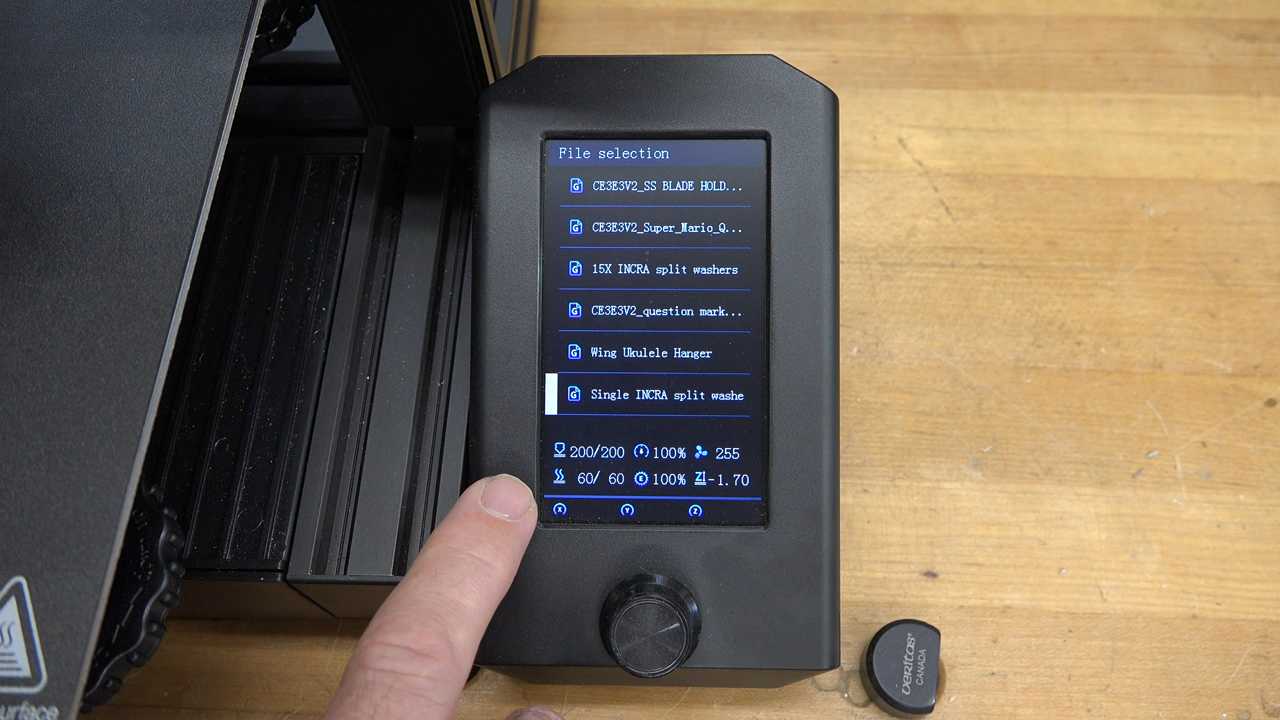 File selection
CE3E3V2_SS BLADE HOLD...
CE3E3V2_Super_Mario_Q...
15X INCRA split washers
CE3E3V2_question mark...
Wing Ukulele Hanger
Single INCRA split washe
200/200 100% 255
60/ 60 E 100% Z -1.70
X Y Z
veritas®
CANADA
urface